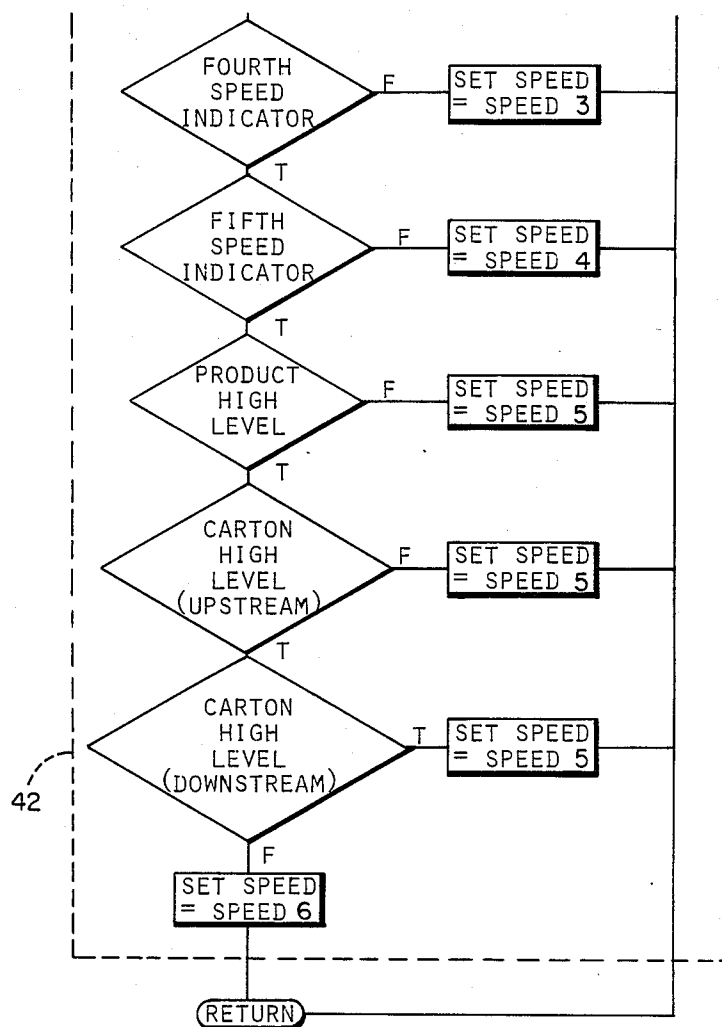 FOURTH
SPEED
INDICATOR
F
SET SPEED
= SPEED 3
T
FIFTH
SPEED
INDICATOR
F
SET SPEED
= SPEED 4
T
PRODUCT
HIGH
LEVEL
F
SET SPEED
= SPEED 5
T
CARTON
HIGH
LEVEL
(UPSTREAM)
F
SET SPEED
= SPEED 5
T
CARTON
HIGH
LEVEL
(DOWNSTREAM)
T
SET SPEED
= SPEED 5
42
F
SET SPEED
= SPEED 6
RETURN